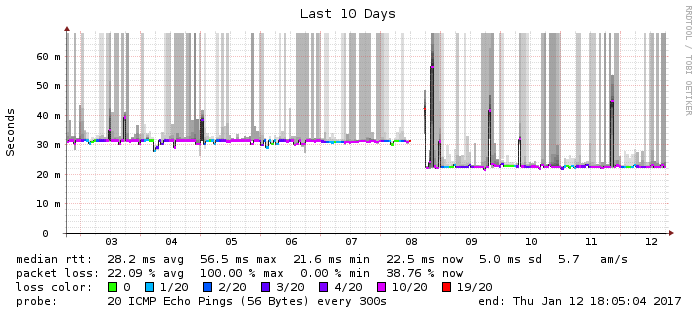 Last 10 Days
RRDTOOL / TOBI OETIKER
Seconds
60 m
50 m
40 m
30 m
20 m
10 m
0
03 04 05 06 07 08 09 10 11 12
median rtt: 28.2 ms avg 56.5 ms max 21.6 ms min 22.5 ms now 5.0 ms sd 5.7 am/s
packet loss: 22.09 % avg 100.00 % max 0.00 % min 38.76 % now
loss color: 0 1/20 2/20 3/20 4/20 10/20 19/20
probe: 20 ICMP Echo Pings (56 Bytes) every 300s end: Thu Jan 12 18:05:04 2017